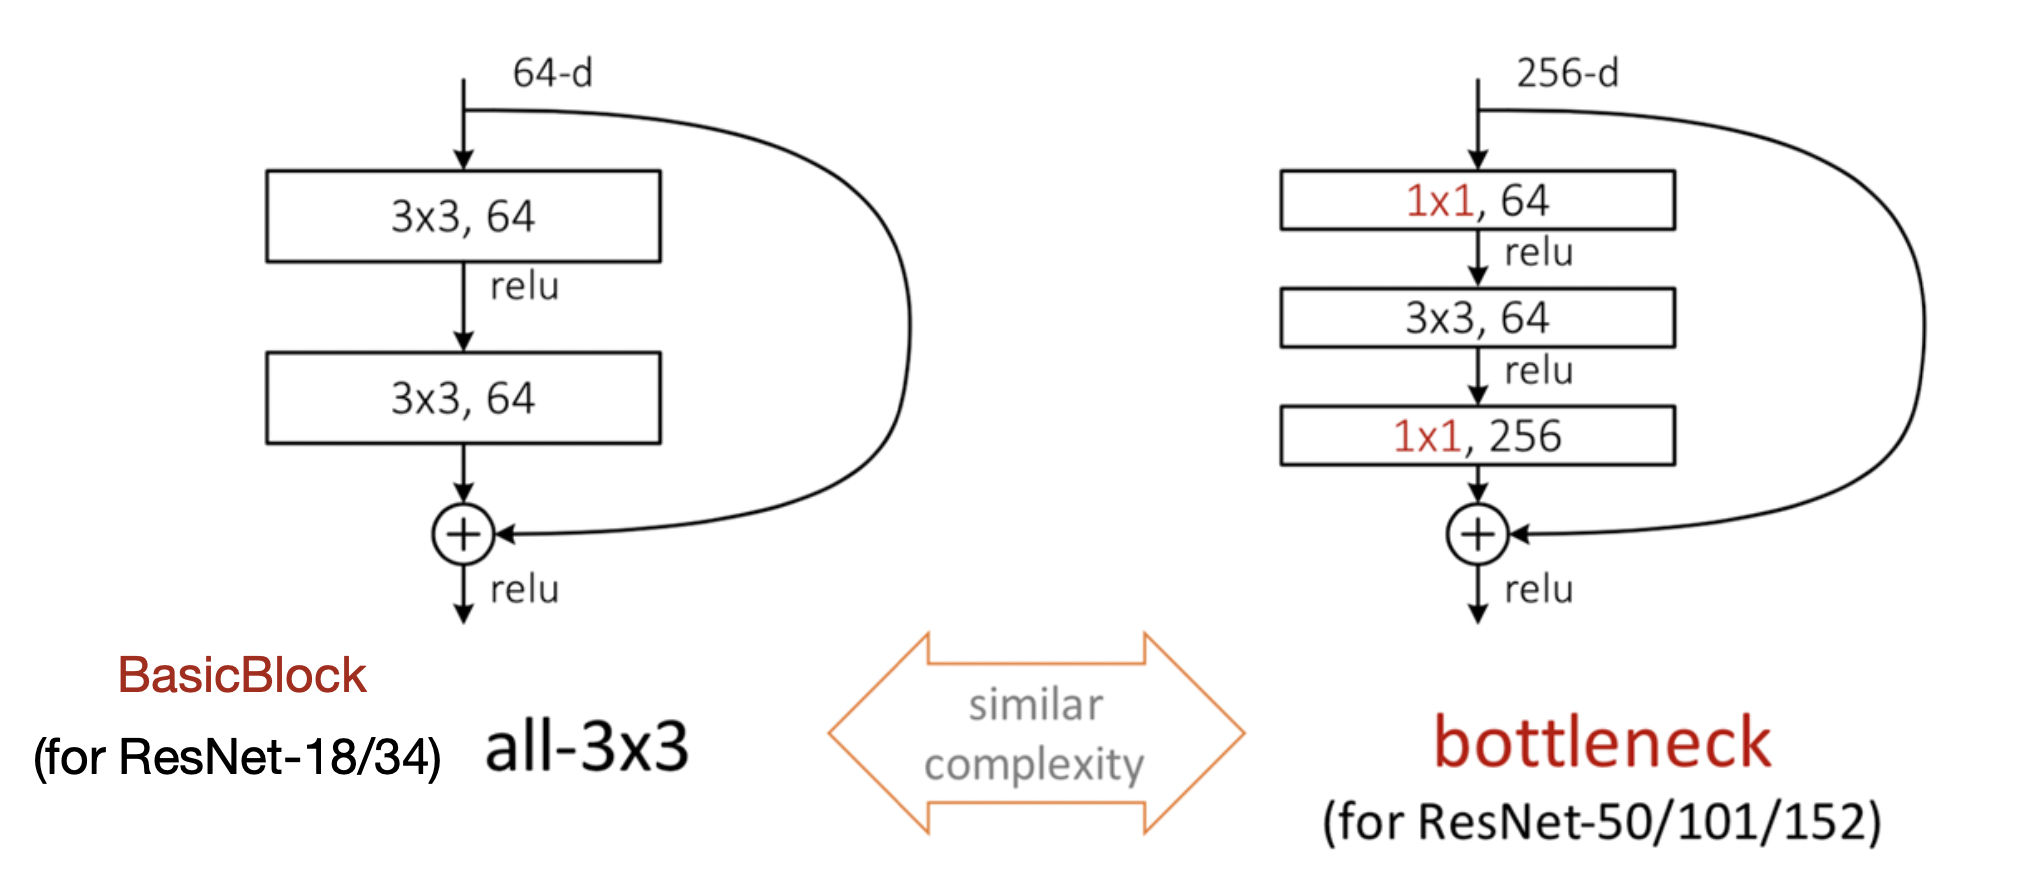 64-d
3x3, 64
relu
3x3, 64
relu
BasicBlock
(for ResNet-18/34)
all-3x3
similar
complexity
256-d
1x1, 64
relu
3x3, 64
relu
1x1, 256
relu
bottleneck
(for ResNet-50/101/152)